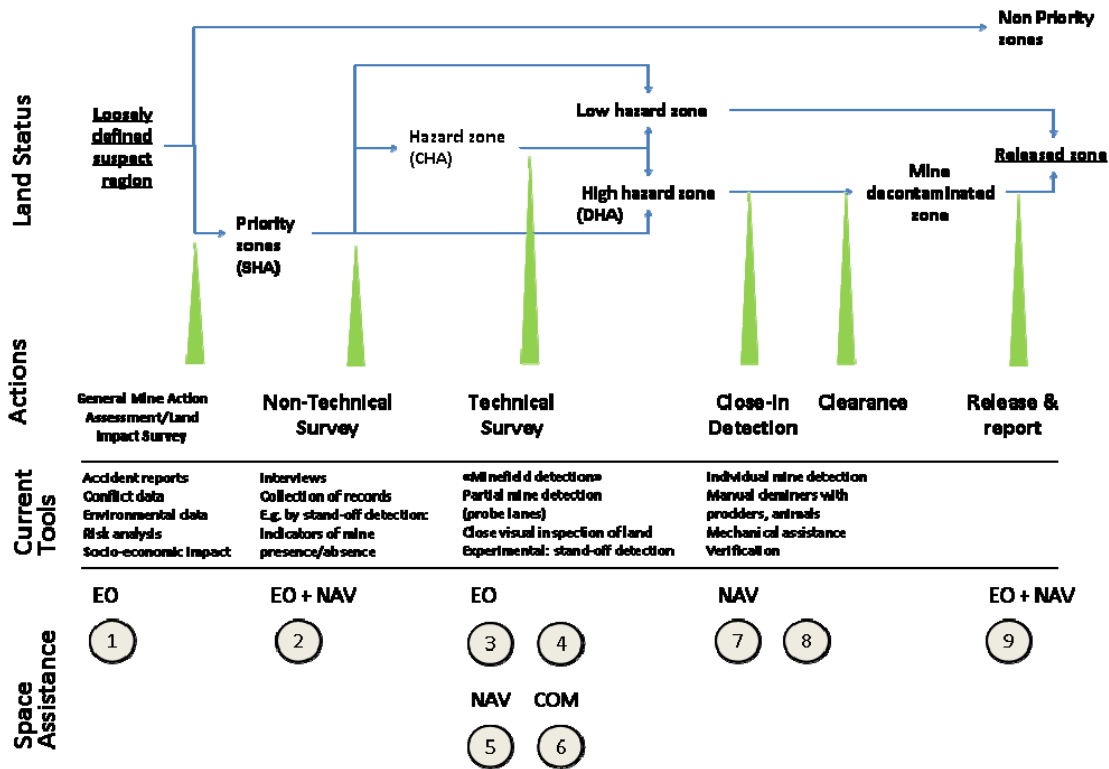 Non Priority
zones
Land Status
Loosely
defined
suspect
region
Low hazard zone
Hazard zone
(CHA)
Released zone
High hazard zone
(DHA)
Mine
decontaminated
zone
Priority
zones
(SHA)
Actions
General Mine Action
Assessment/Land
Impact Survey
Non-Technical
Survey
Technical
Survey
Close-In
Detection
Clearance
Release &
report
Current
Tools
Accident reports
Conflict data
Environmental data
Risk analysis
Socio-economic impact
Interviews
Collection of records
E.g. by stand-off detection:
Indicators of mine
presence/absence
«Minefield detection»
Partial mine detection
(probe lanes)
Close visual inspection of land
Experimental: stand-off detection
Individual mine detection
Manual deminers with
prodders, animals
Mechanical assistance
Verification
Space
Assistance
EO
1
EO + NAV
2
EO
3 4
NAV COM
5 6
NAV
7 8
EO + NAV
9